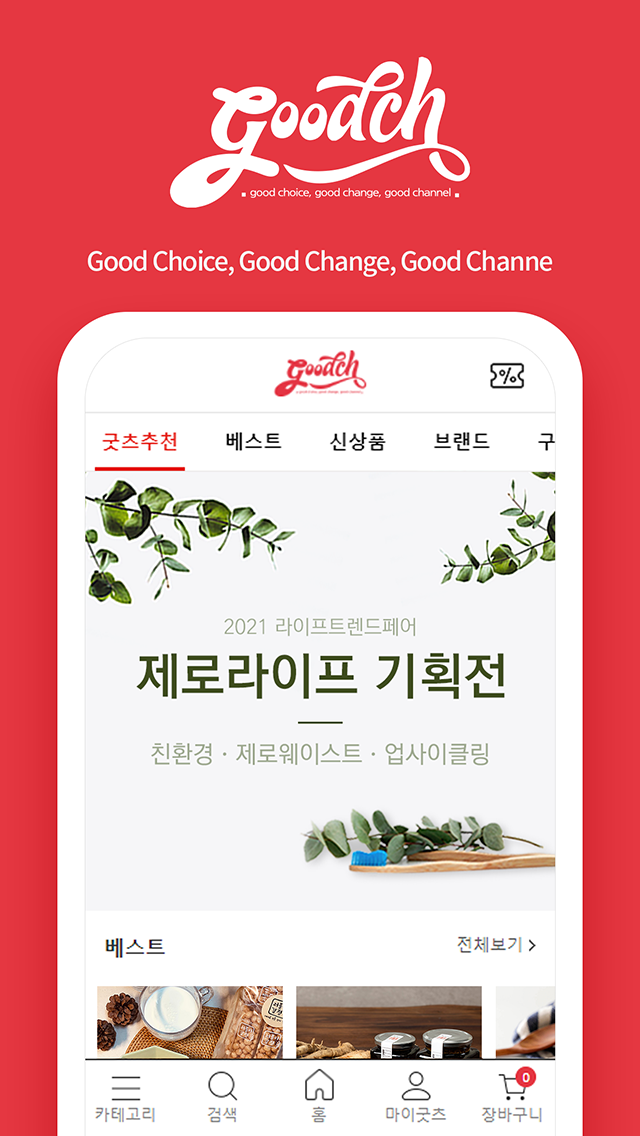 Goodch
good choice, good change, good channel
Good Choice, Good Change, Good Channe
Goodch
%
굿츠추천 베스트 신상품 브랜드 구
2021 라이프트렌드페어
제로라이프 기획전
친환경 · 제로웨이스트 · 업사이클링
베스트 전체보기 >
0
카테고리 검색 홈 마이굿츠 장바구니